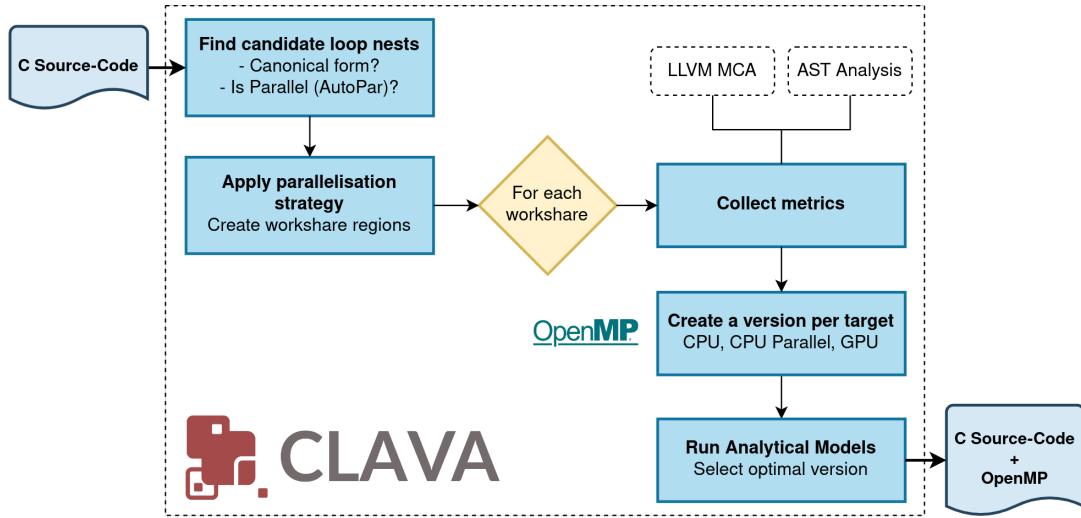 C Source-Code
Find candidate loop nests
- Canonical form?
- Is Parallel (AutoPar)?
Apply parallelisation
strategy
Create workshare regions
For each
workshare
LLVM MCA
AST Analysis
Collect metrics
OpenMP
Create a version per target
CPU, CPU Parallel, GPU
Run Analytical Models
Select optimal version
C Source-Code
+
OpenMP
CLAVA